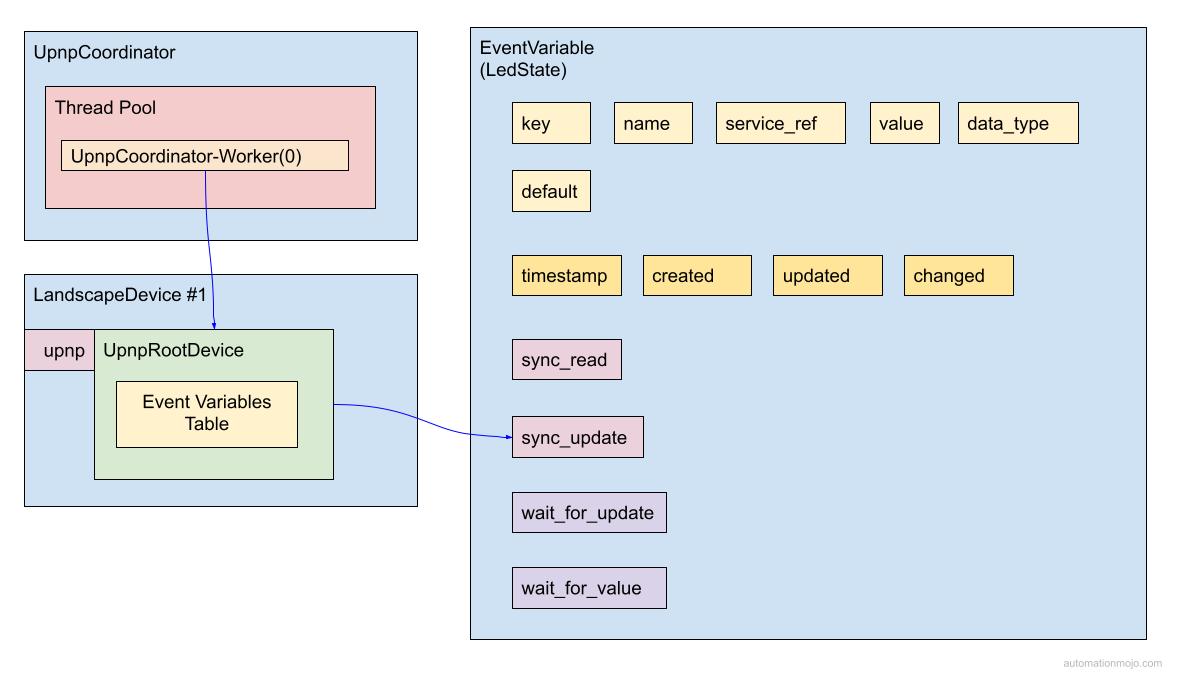 UpnpCoordinator
Thread Pool
UpnpCoordinator-Worker(0)
LandscapeDevice #1
upnp
UpnpRootDevice
Event Variables
Table
EventVariable
(LedState)
key
name
service_ref
value
data_type
default
timestamp
created
updated
changed
sync_read
sync_update
wait_for_update
wait_for_value
automationmojo.com